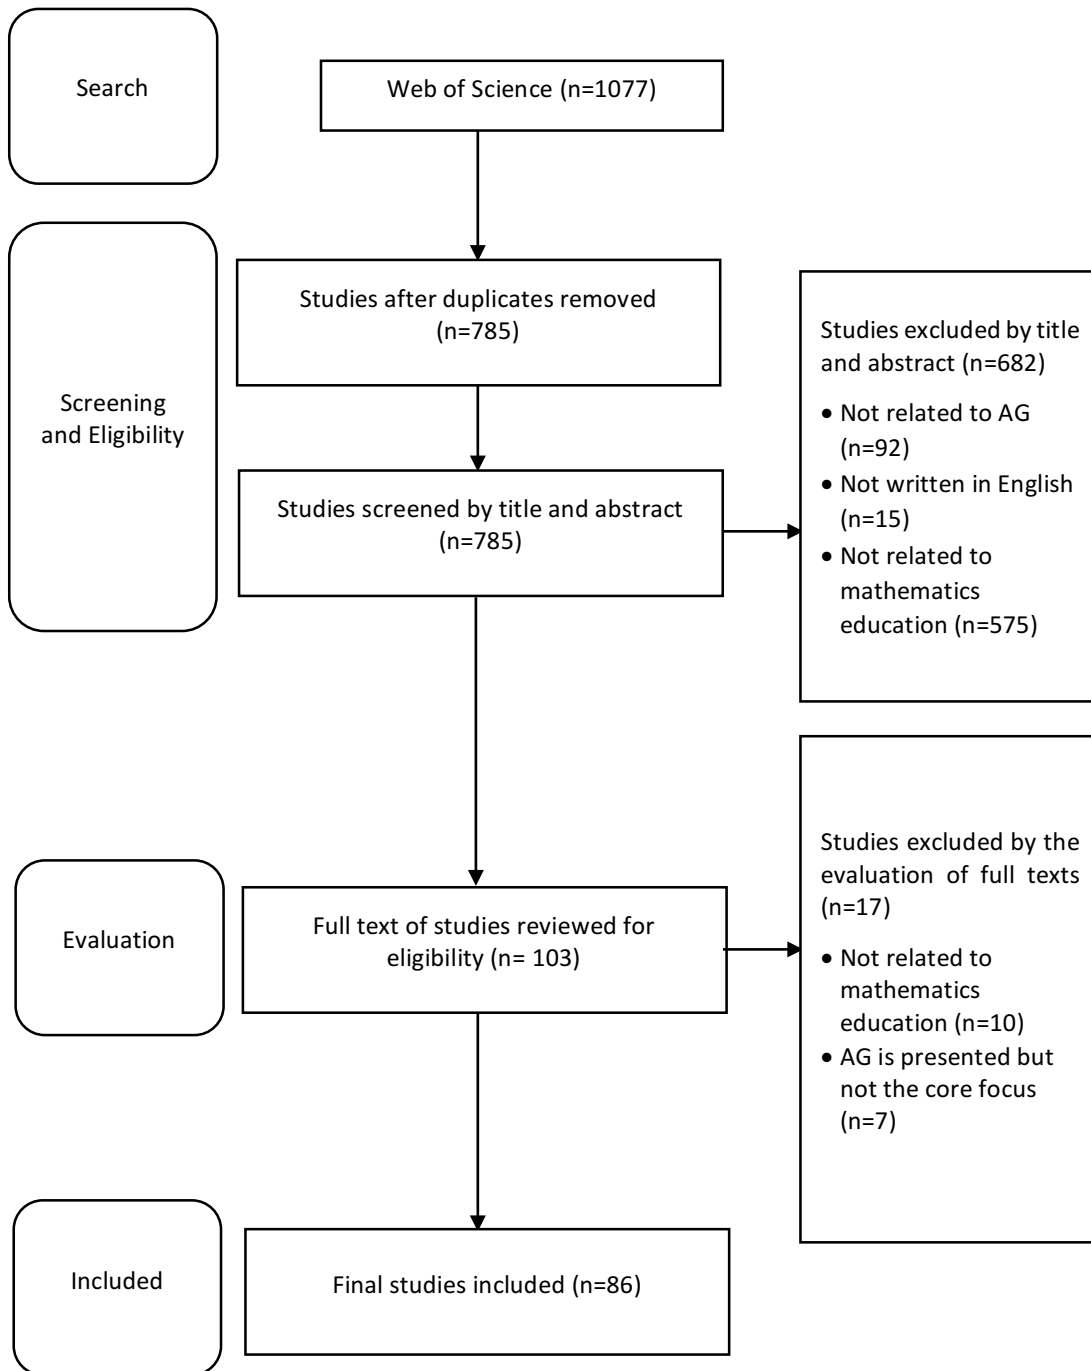 Search
Web of Science (n=1077)
Screening
and Eligibility
Studies after duplicates removed
(n=785)
Studies screened by title and abstract
(n=785)
Studies excluded by title
and abstract (n=682)
• Not related to AG
(n=92)
• Not written in English
(n=15)
• Not related to
mathematics
education (n=575)
Evaluation
Full text of studies reviewed for
eligibility (n= 103)
Studies excluded by the
evaluation of full texts
(n=17)
• Not related to
mathematics
education (n=10)
• AG is presented but
not the core focus
(n=7)
Included
Final studies included (n=86)